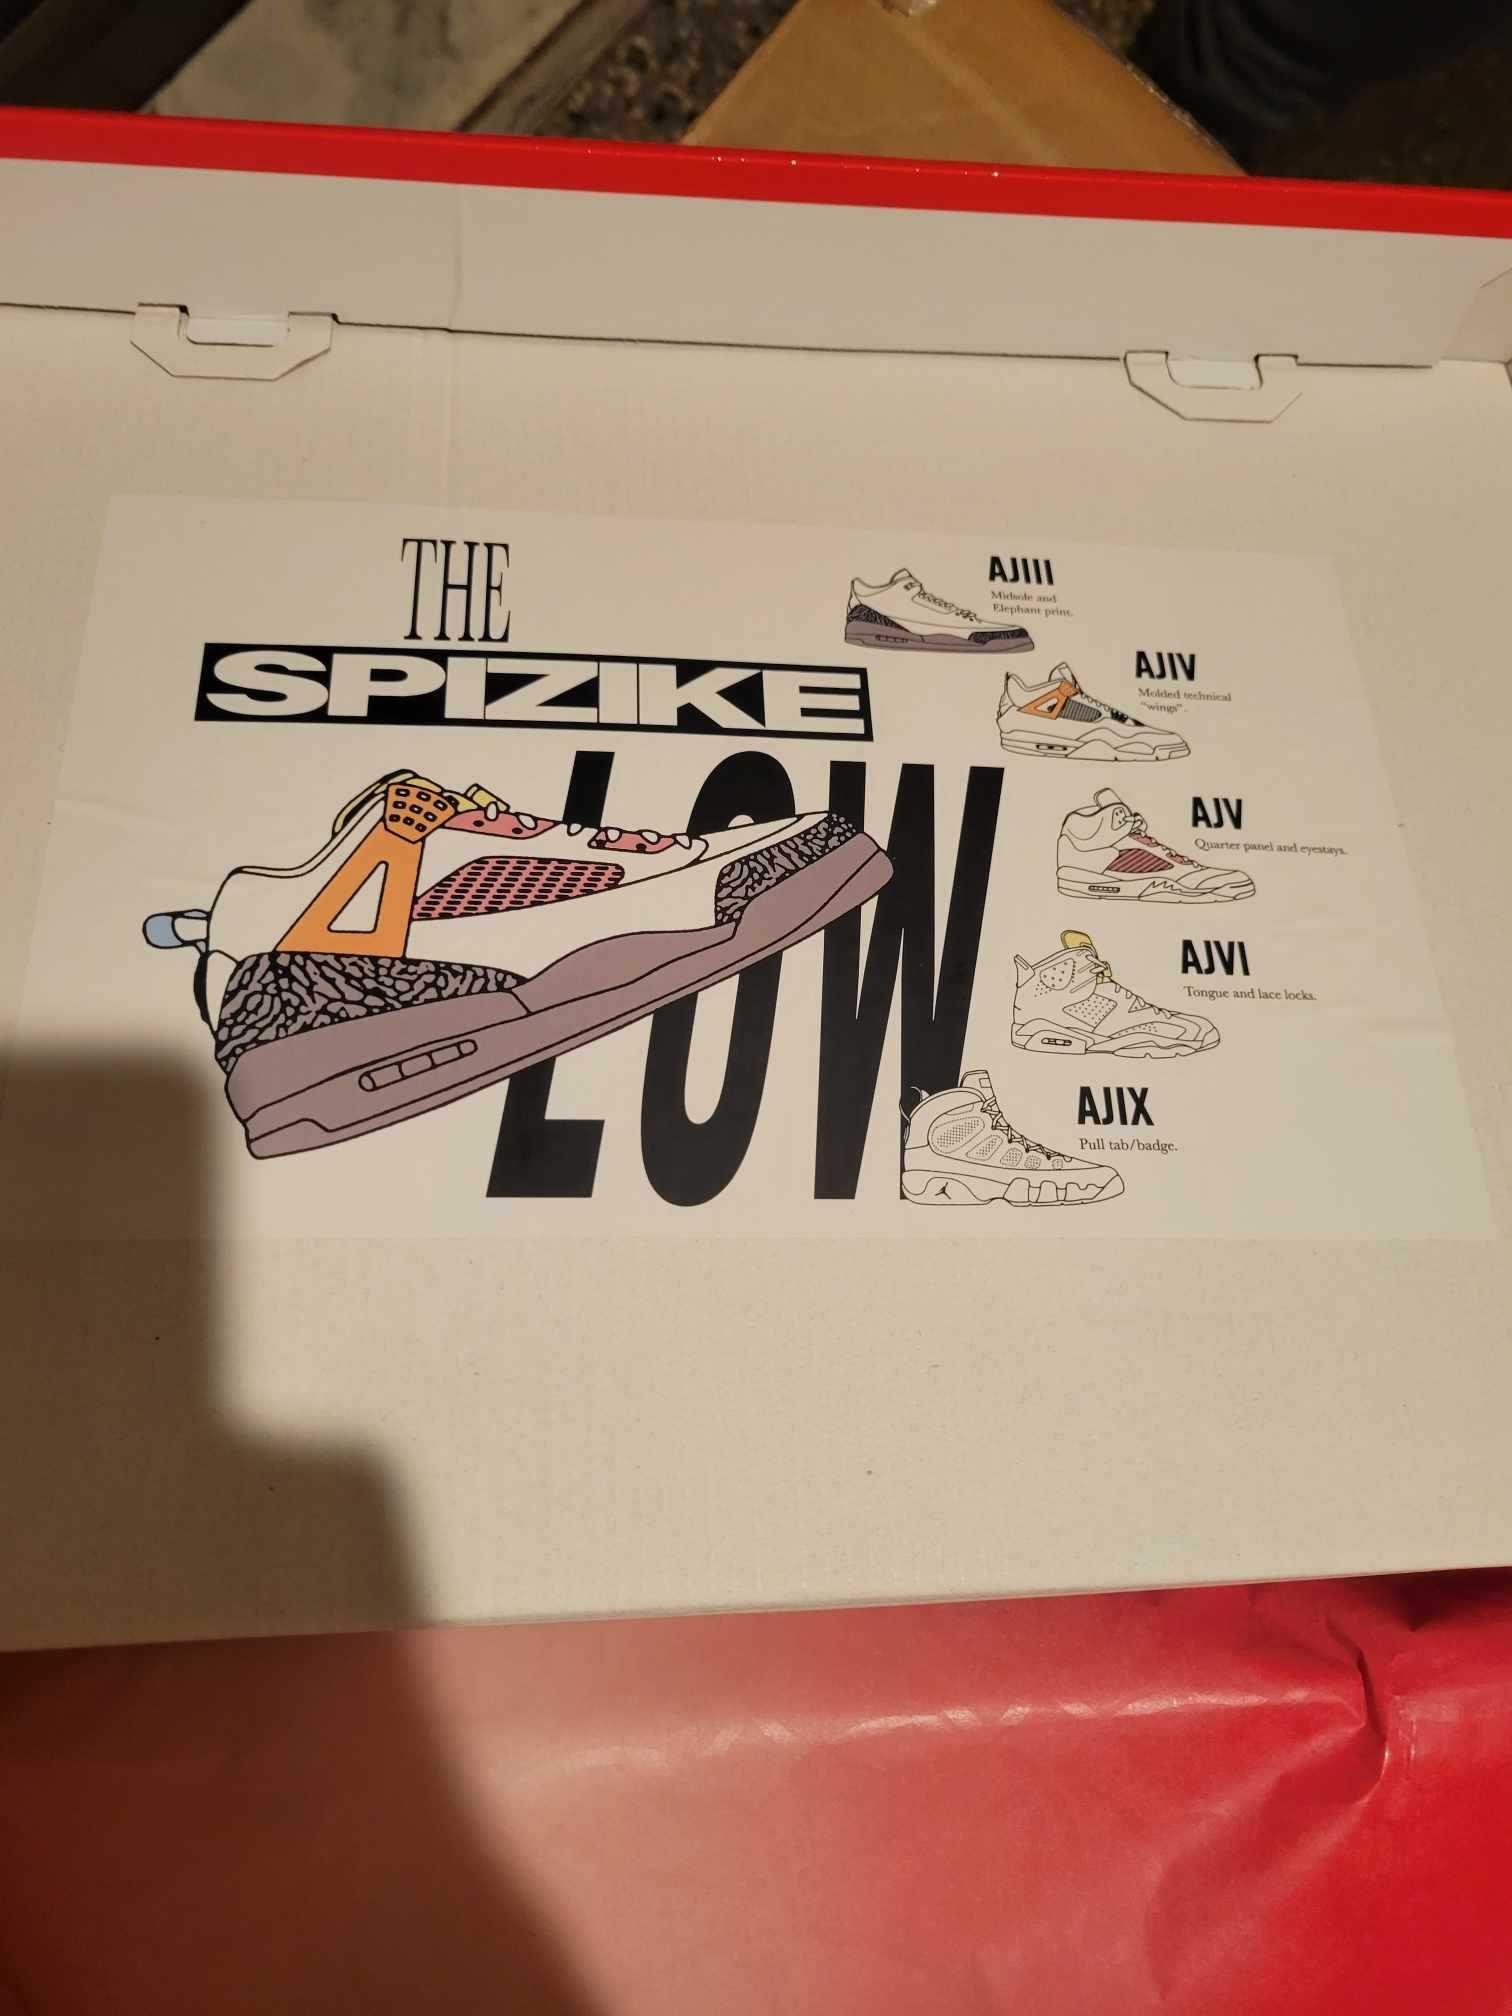 THE
SPIZIKE
LOW
AJIII
Midsole and
Elephant print.
AJIV
Molded technical
"wings".
AJV
Quarter panel and eyestays.
AJVI
Tongue and lace locks.
AJIX
Pull tab/badge.